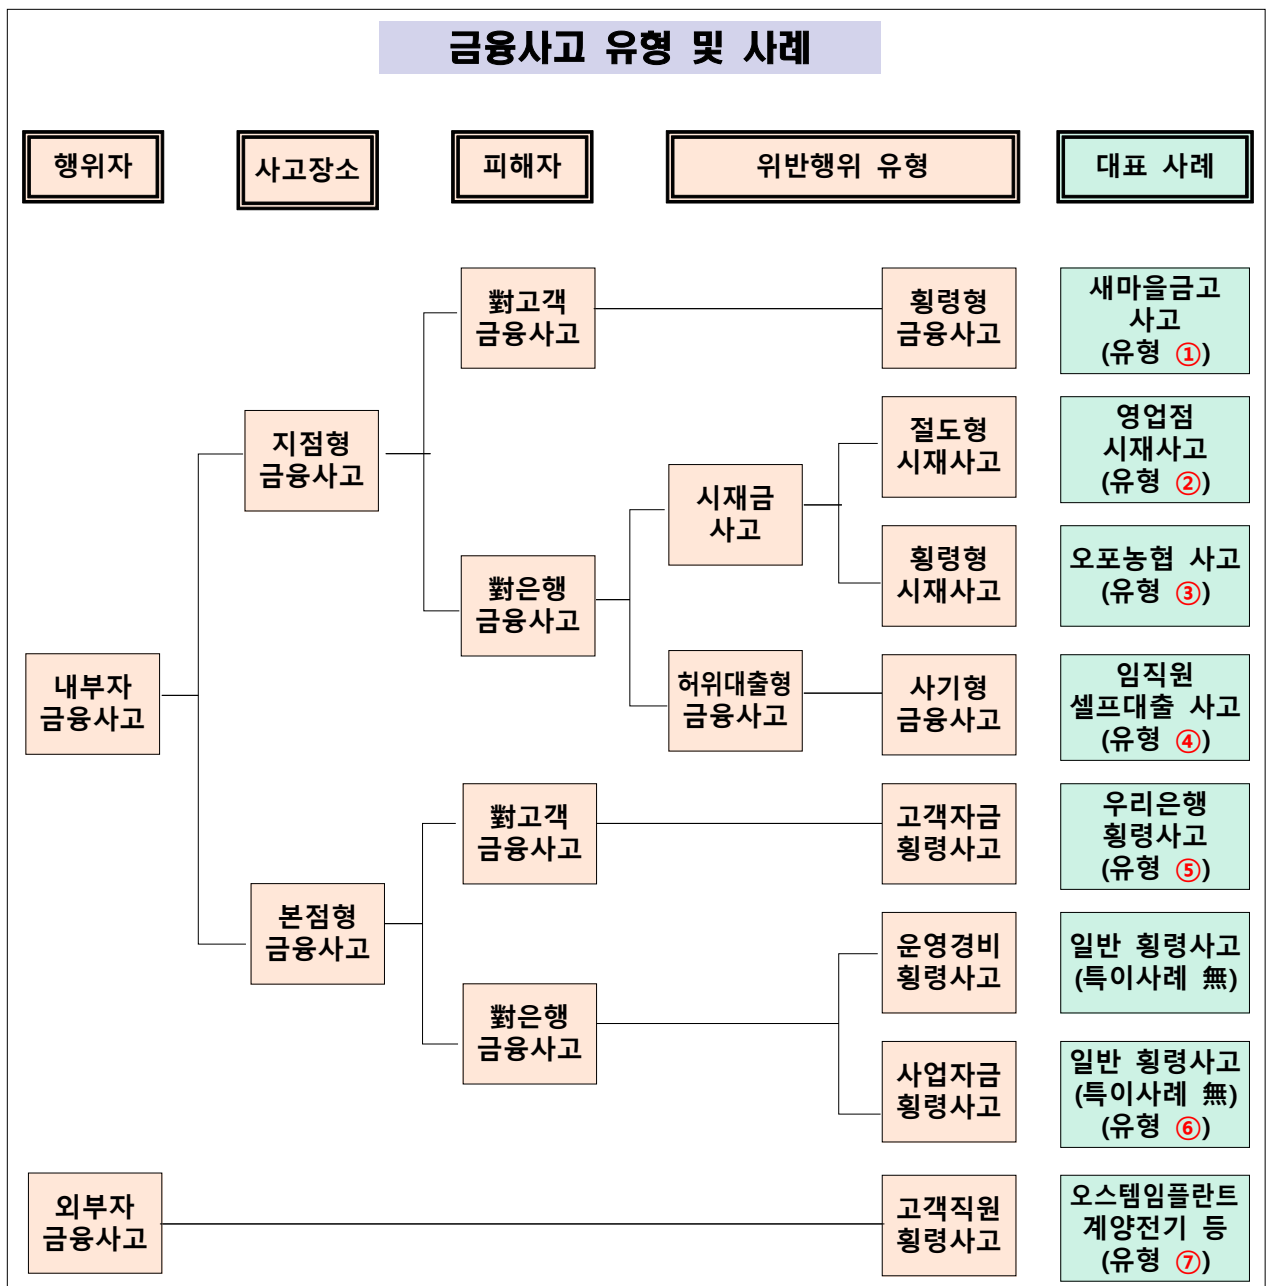 금융사고 유형 및 사례
행위자
사고장소
피해자
위반행위 유형
대표 사례
對고객
금융사고
횡령형
금융사고
새마을금고
사고
(유형 ①)
지점형
금융사고
절도형
시재사고
영업점
시재사고
(유형 ②)
시재금
사고
對은행
금융사고
횡령형
시재사고
오포농협 사고
(유형 ③)
내부자
금융사고
허위대출형
금융사고
사기형
금융사고
임직원
셀프대출 사고
(유형 ④)
對고객
금융사고
고객자금
횡령사고
우리은행
횡령사고
(유형 ⑤)
본점형
금융사고
운영경비
횡령사고
일반 횡령사고
(특이사례 無)
對은행
금융사고
사업자금
횡령사고
일반 횡령사고
(특이사례 無)
(유형 ⑥)
외부자
금융사고
고객직원
횡령사고
오스템임플란트
계양전기 등
(유형 ⑦)